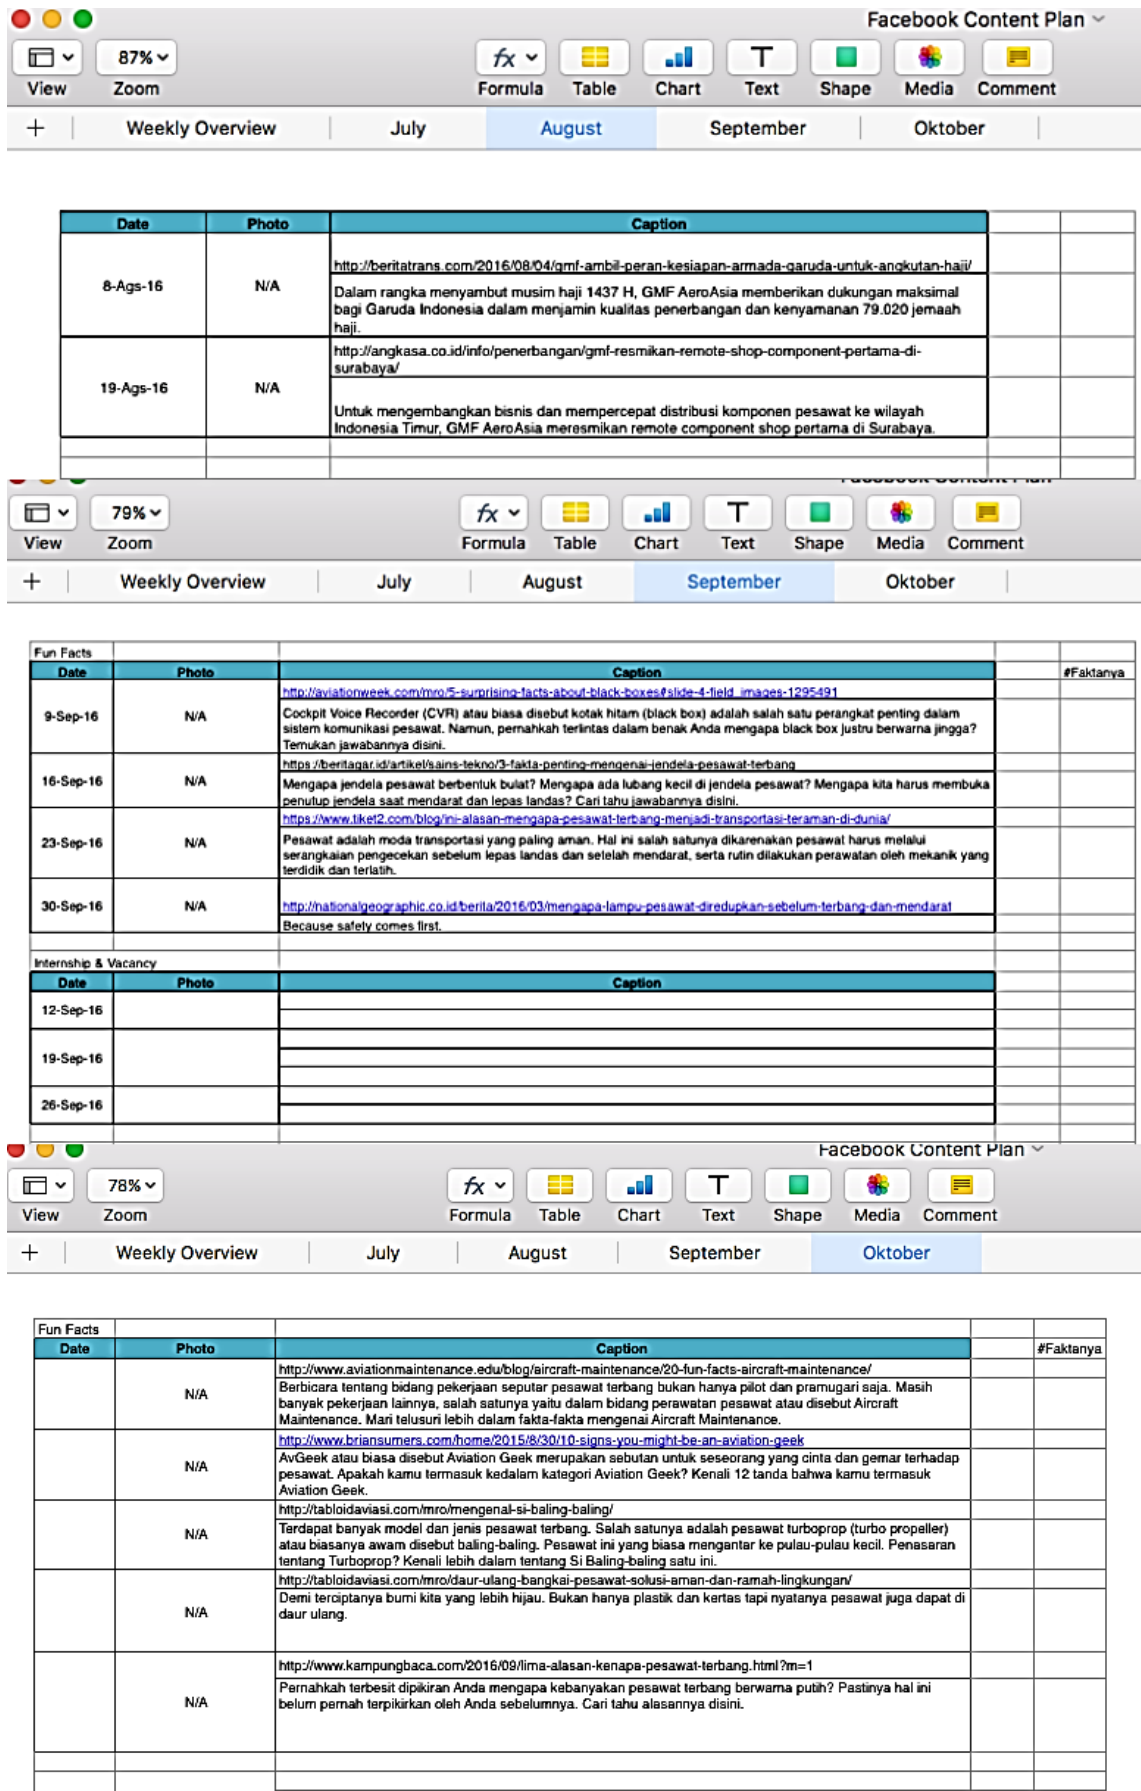 Facebook Content Plan
87%
View Zoom Formula Table Chart Text Shape Media Comment
+ Weekly Overview July August September Oktober
Date Photo Caption
http://beritatrans.com/2016/08/04/gmf-ambil-peran-kesiapan-armada-garuda-untuk-angkutan-haji/
8-Ags-16 N/A
Dalam rangka menyambut musim haji 1437 H, GMF AeroAsia memberikan dukungan maksimal
bagi Garuda Indonesia dalam menjamin kualitas penerbangan dan kenyamanan 79.020 jemaah
haji.
http://angkasa.co.id/info/penerbangan/gmf-resmikan-remote-shop-component-pertama-di-
surabaya/
19-Ags-16 N/A
Untuk mengembangkan bisnis dan mempercepat distribusi komponen pesawat ke wilayah
Indonesia Timur, GMF AeroAsia meresmikan remote component shop pertama di Surabaya.
Facebook Content Plan
79%
View Zoom Formula Table Chart Text Shape Media Comment
+ Weekly Overview July August September Oktober
Fun Facts
Date Photo Caption #Faktanya
http://aviationweek.com/mro/5-surprising-facts-about-black-boxes#slide-4-field_images-1295491
9-Sep-16 N/A
Cockpit Voice Recorder (CVR) atau biasa disebut kotak hitam (black box) adalah salah satu perangkat penting dalam
sistem komunikasi pesawat. Namun, pernahkah terlintas dalam benak Anda mengapa black box justru berwarna jingga?
Temukan jawabannya disini.
https://beritagar.id/artikel/sains-tekno/3-fakta-penting-mengenai-jendela-pesawat-terbang
16-Sep-16 N/A
Mengapa jendela pesawat berbentuk bulat? Mengapa ada lubang kecil di jendela pesawat? Mengapa kita harus membuka
penutup jendela saat mendarat dan lepas landas? Cari tahu jawabannya disini.
https://www.tiket2.com/blog/ini-alasan-mengapa-pesawat-terbang-menjadi-transportasi-teraman-di-dunia/
23-Sep-16 N/A
Pesawat adalah moda transportasi yang paling aman. Hal ini salah satunya dikarenakan pesawat harus melalui
serangkaian pengecekan sebelum lepas landas dan setelah mendarat, serta rutin dilakukan perawatan oleh mekanik yang
terdidik dan terlatih.
30-Sep-16 N/A
http://nationalgeographic.co.id/berita/2016/03/mengapa-lampu-pesawat-diredupkan-sebelum-terbang-dan-mendarat
Because safety comes first.
Internship & Vacancy
Date Photo Caption
12-Sep-16
19-Sep-16
26-Sep-16
Facebook Content Plan
78%
View Zoom Formula Table Chart Text Shape Media Comment
+ Weekly Overview July August September Oktober
Fun Facts
Date Photo Caption #Faktanya
http://www.aviationmaintenance.edu/blog/aircraft-maintenance/20-fun-facts-aircraft-maintenance/
N/A
Berbicara tentang bidang pekerjaan seputar pesawat terbang bukan hanya pilot dan pramugari saja. Masih
banyak pekerjaan lainnya, salah satunya yaitu dalam bidang perawatan pesawat atau disebut Aircraft
Maintenance. Mari telusuri lebih dalam fakta-fakta mengenai Aircraft Maintenance.
http://www.briansumers.com/home/2015/8/30/10-signs-you-might-be-an-aviation-geek
N/A
AvGeek atau biasa disebut Aviation Geek merupakan sebutan untuk seseorang yang cinta dan gemar terhadap
pesawat. Apakah kamu termasuk kedalam kategori Aviation Geek? Kenali 12 tanda bahwa kamu termasuk
Aviation Geek.
http://tabloidaviasi.com/mro/mengenal-si-baling-baling/
N/A
Terdapat banyak model dan jenis pesawat terbang. Salah satunya adalah pesawat turboprop (turbo propeller)
atau biasanya awam disebut baling-baling. Pesawat ini yang biasa mengantar ke pulau-pulau kecil. Penasaran
tentang Turboprop? Kenali lebih dalam tentang Si Baling-baling satu ini.
http://tabloidaviasi.com/mro/daur-ulang-bangkai-pesawat-solusi-aman-dan-ramah-lingkungan/
N/A
Demi terciptanya bumi kita yang lebih hijau. Bukan hanya plastik dan kertas tapi nyatanya pesawat juga dapat di
daur ulang.
http://www.kampungbaca.com/2016/09/lima-alasan-kenapa-pesawat-terbang.html?m=1
N/A
Pernahkah terbesit dipikiran Anda mengapa kebanyakan pesawat terbang berwarna putih? Pastinya hal ini
belum pernah terpikirkan oleh Anda sebelumnya. Cari tahu alasannya disini.